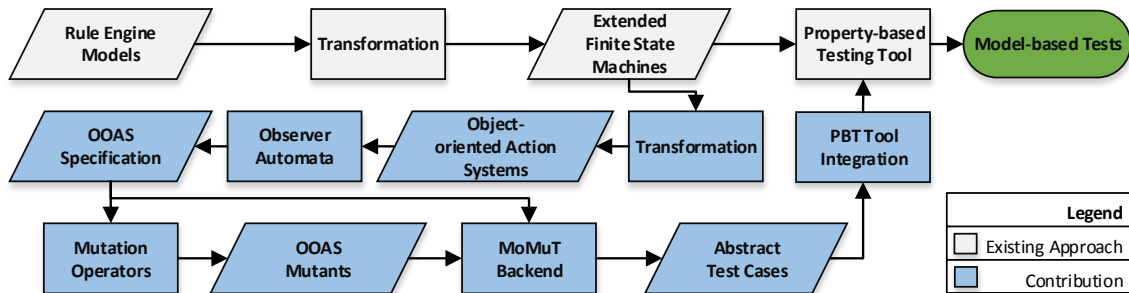 Rule Engine
Models
Transformation
Extended
Finite State
Machines
Property-based
Testing Tool
Model-based Tests
OOAS
Specification
Observer
Automata
Object-
oriented Action
Systems
Transformation
PBT Tool
Integration
Mutation
Operators
OOAS
Mutants
MoMuT
Backend
Abstract
Test Cases
Legend
Existing Approach
Contribution